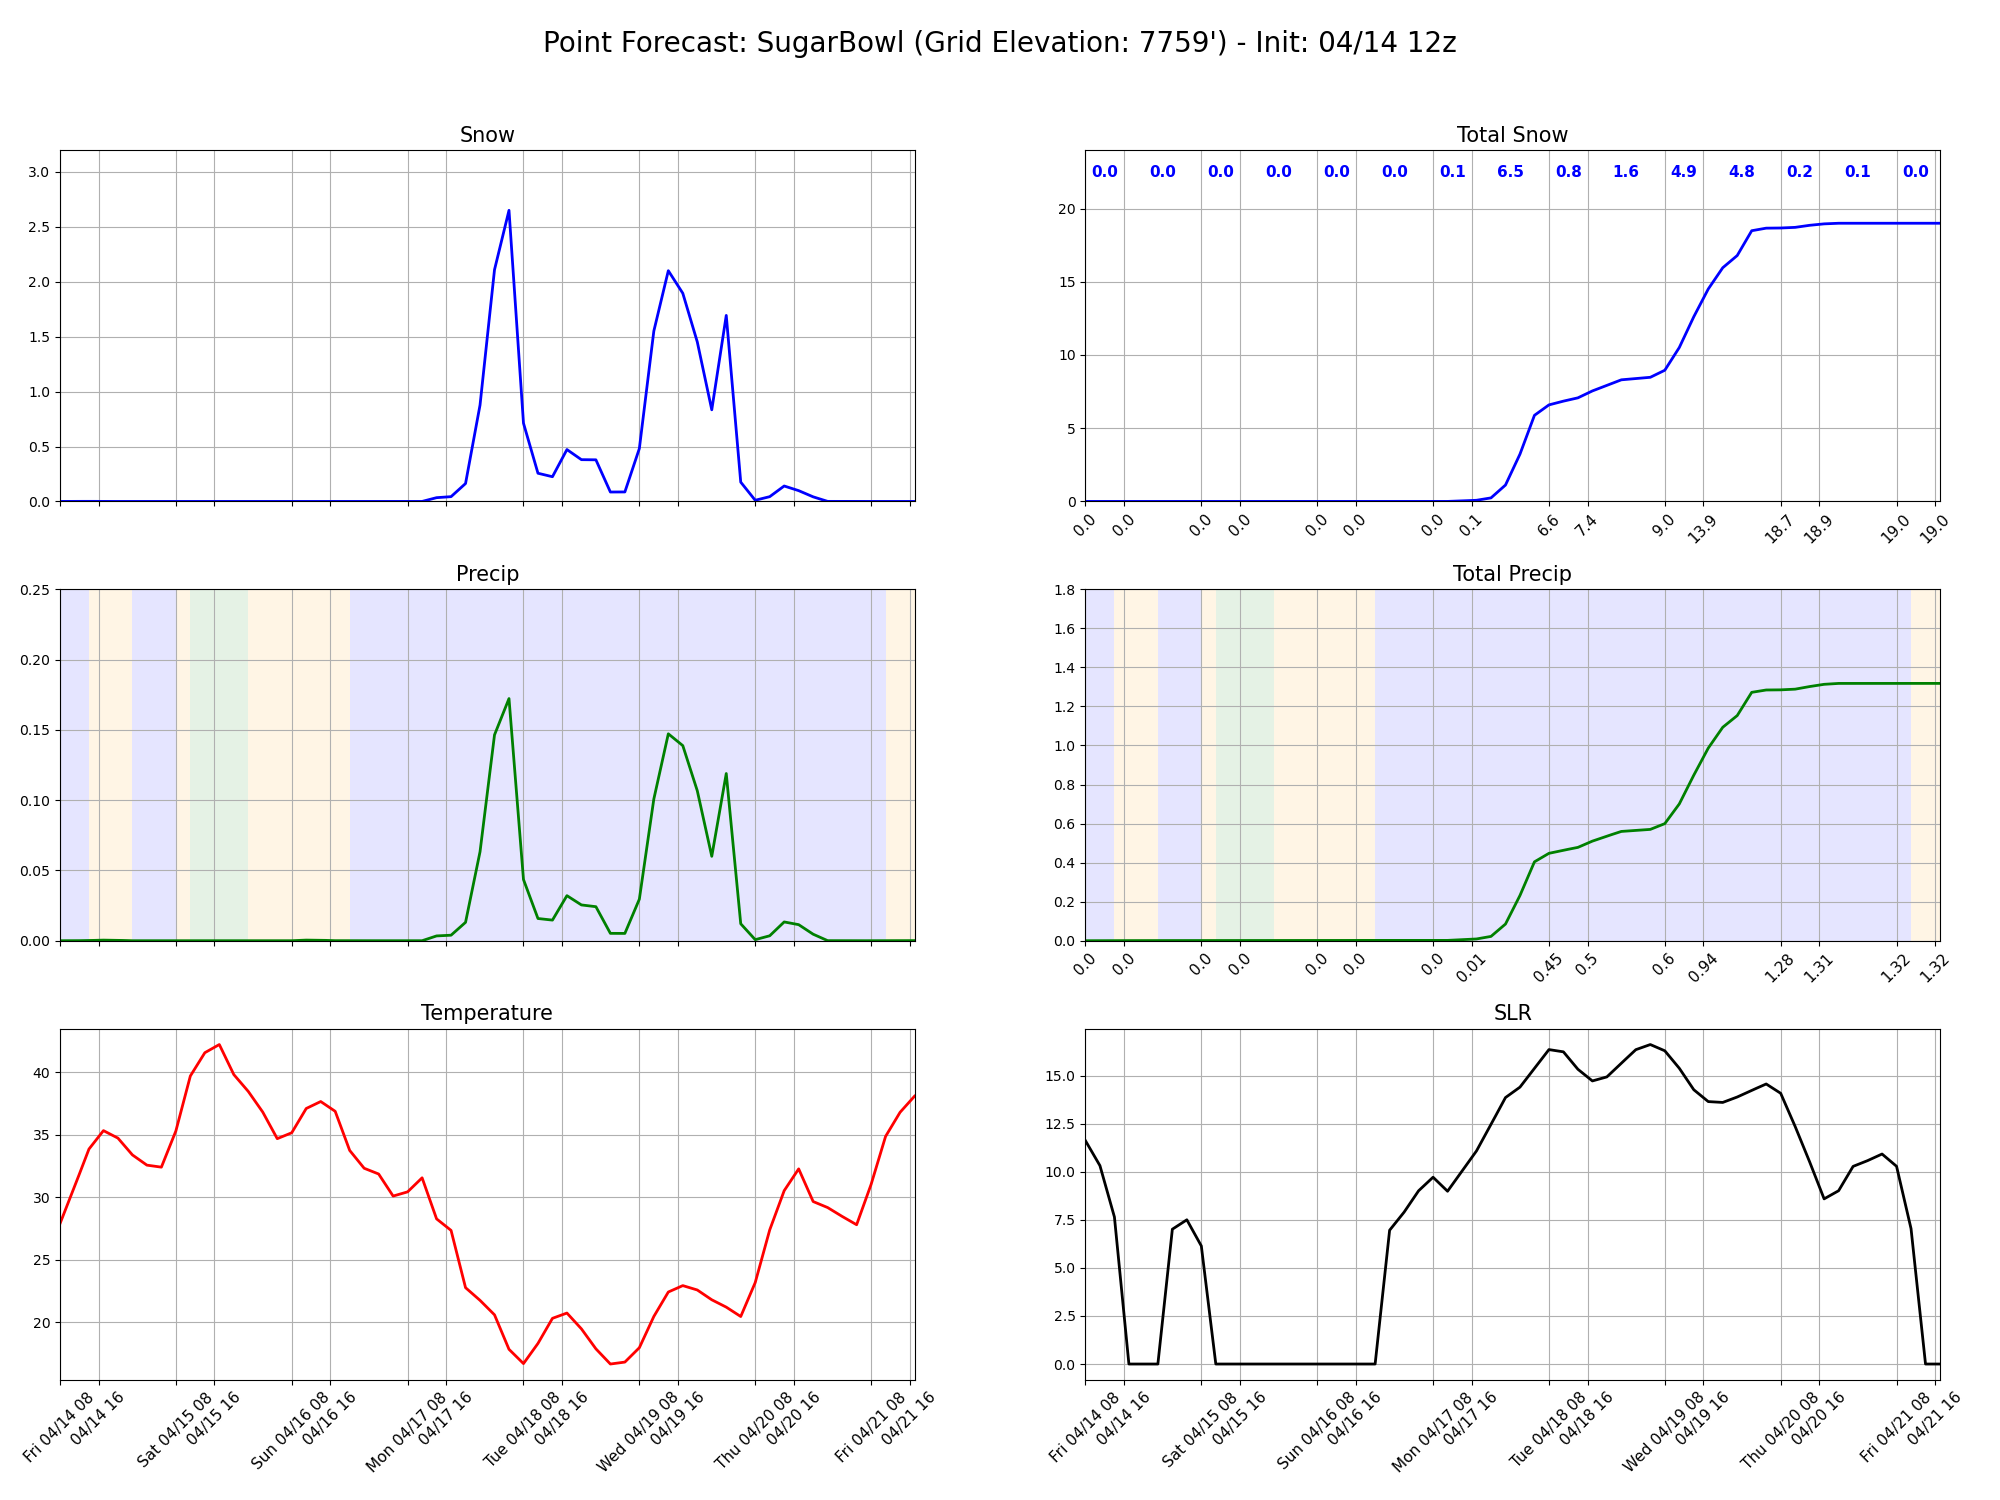 Point Forecast: SugarBowl (Grid Elevation: 7759') - Init: 04/14 12z
Snow
3.0
2.5
2.0
1.5
1.0
0.5
0.0
Total Snow
0.0 0.0 0.0 0.0 0.0 0.0 0.1 6.5 0.8 1.6 4.9 4.8 0.2 0.1 0.0
20
15
10
5
0
0.0 0.0 0.0 0.0 0.0 0.0 0.0 0.1 6.6 7.4 9.0 13.9 18.7 18.9 19.0 19.0
Precip
0.25
0.20
0.15
0.10
0.05
0.00
Total Precip
1.8
1.6
1.4
1.2
1.0
0.8
0.6
0.4
0.2
0.0
0.0 0.0 0.0 0.0 0.0 0.0 0.0 0.01 0.45 0.5 0.6 0.94 1.28 1.31 1.32 1.32
Temperature
40
35
30
25
20
Fri 04/14 08
04/14 16
Sat 04/15 08
04/15 16
Sun 04/16 08
04/16 16
Mon 04/17 08
04/17 16
Tue 04/18 08
04/18 16
Wed 04/19 08
04/19 16
Thu 04/20 08
04/20 16
Fri 04/21 08
04/21 16
SLR
15.0
12.5
10.0
7.5
5.0
2.5
0.0
Fri 04/14 08
04/14 16
Sat 04/15 08
04/15 16
Sun 04/16 08
04/16 16
Mon 04/17 08
04/17 16
Tue 04/18 08
04/18 16
Wed 04/19 08
04/19 16
Thu 04/20 08
04/20 16
Fri 04/21 08
04/21 16